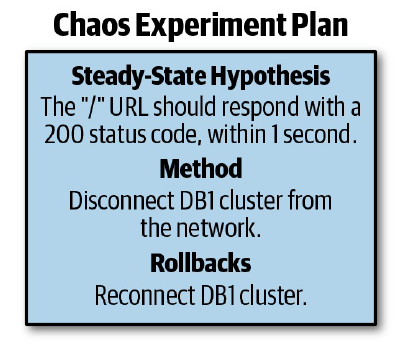 Chaos Experiment Plan
Steady-State Hypothesis
The "/" URL should respond with a
200 status code, within 1 second.
Method
Disconnect DB1 cluster from
the network.
Rollbacks
Reconnect DB1 cluster.